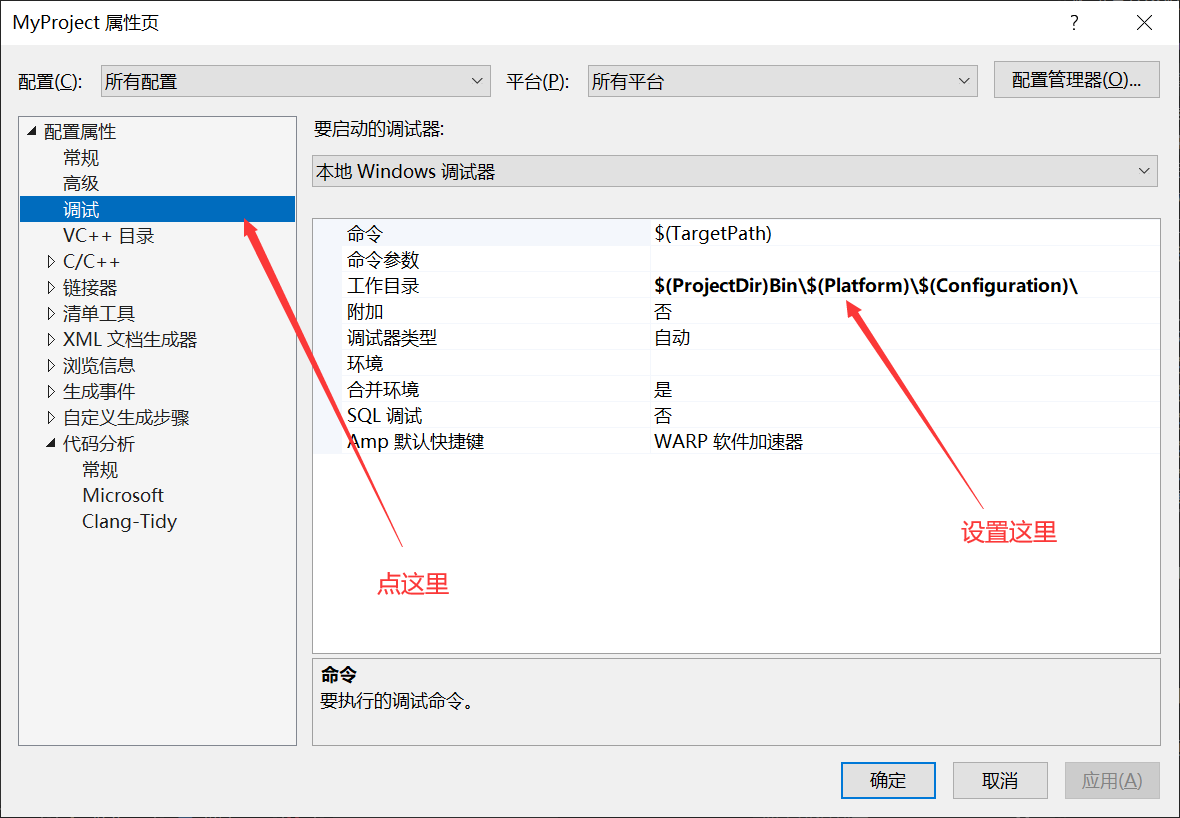 MyProject 属性页
?
配置(C):
所有配置
平台(P):
所有平台
配置管理器(O)...
配置属性
常规
高级
调试
VC++ 目录
C/C++
链接器
清单工具
XML 文档生成器
浏览信息
生成事件
自定义生成步骤
代码分析
常规
Microsoft
Clang-Tidy
要启动的调试器:
本地 Windows 调试器
命令 $(TargetPath)
命令参数
工作目录 $(ProjectDir)Bin\$(Platform)\$(Configuration)\
附加 否
调试器类型 自动
环境
合并环境 是
SQL 调试 否
Amp 默认快捷键 WARP 软件加速器
设置这里
点这里
命令
要执行的调试命令。
确定
取消
应用(A)